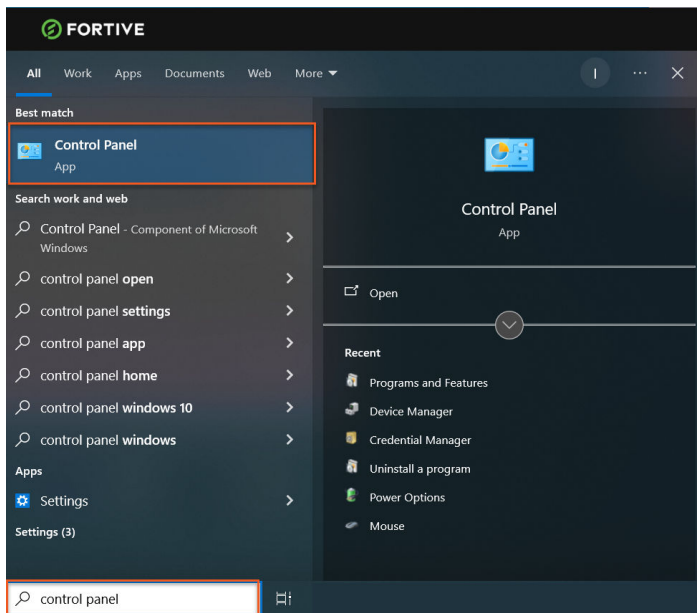 FORTIVE
All Work Apps Documents Web More
I
Best match
Control Panel
App
Search work and web
Control Panel - Component of Microsoft
Windows
control panel open
control panel settings
control panel app
control panel home
control panel windows 10
control panel windows
Apps
Settings
Settings (3)
control panel
Control Panel
App
Open
Recent
Programs and Features
Device Manager
Credential Manager
Uninstall a program
Power Options
Mouse